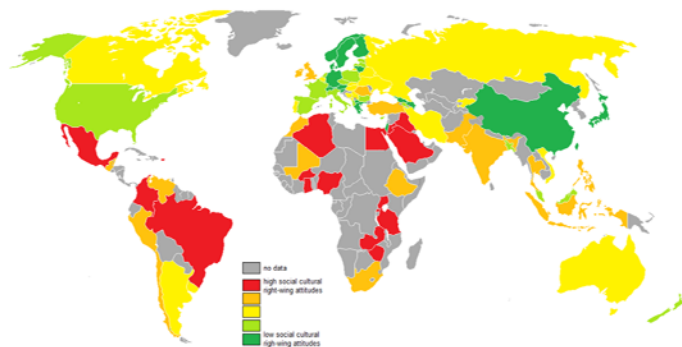 no data
high social cultural
right-wing attitudes
low social cultural
righ-wing attitudes